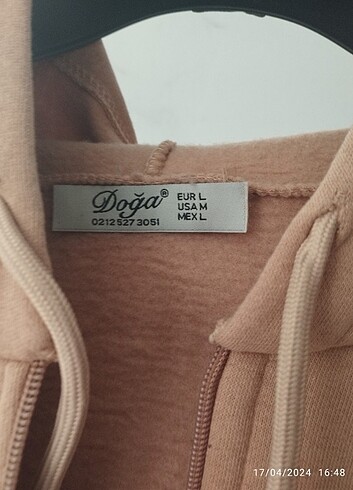 Doğa®
0212 527 3051
EUR L
USA M
MEX L
17/04/2024 16:48